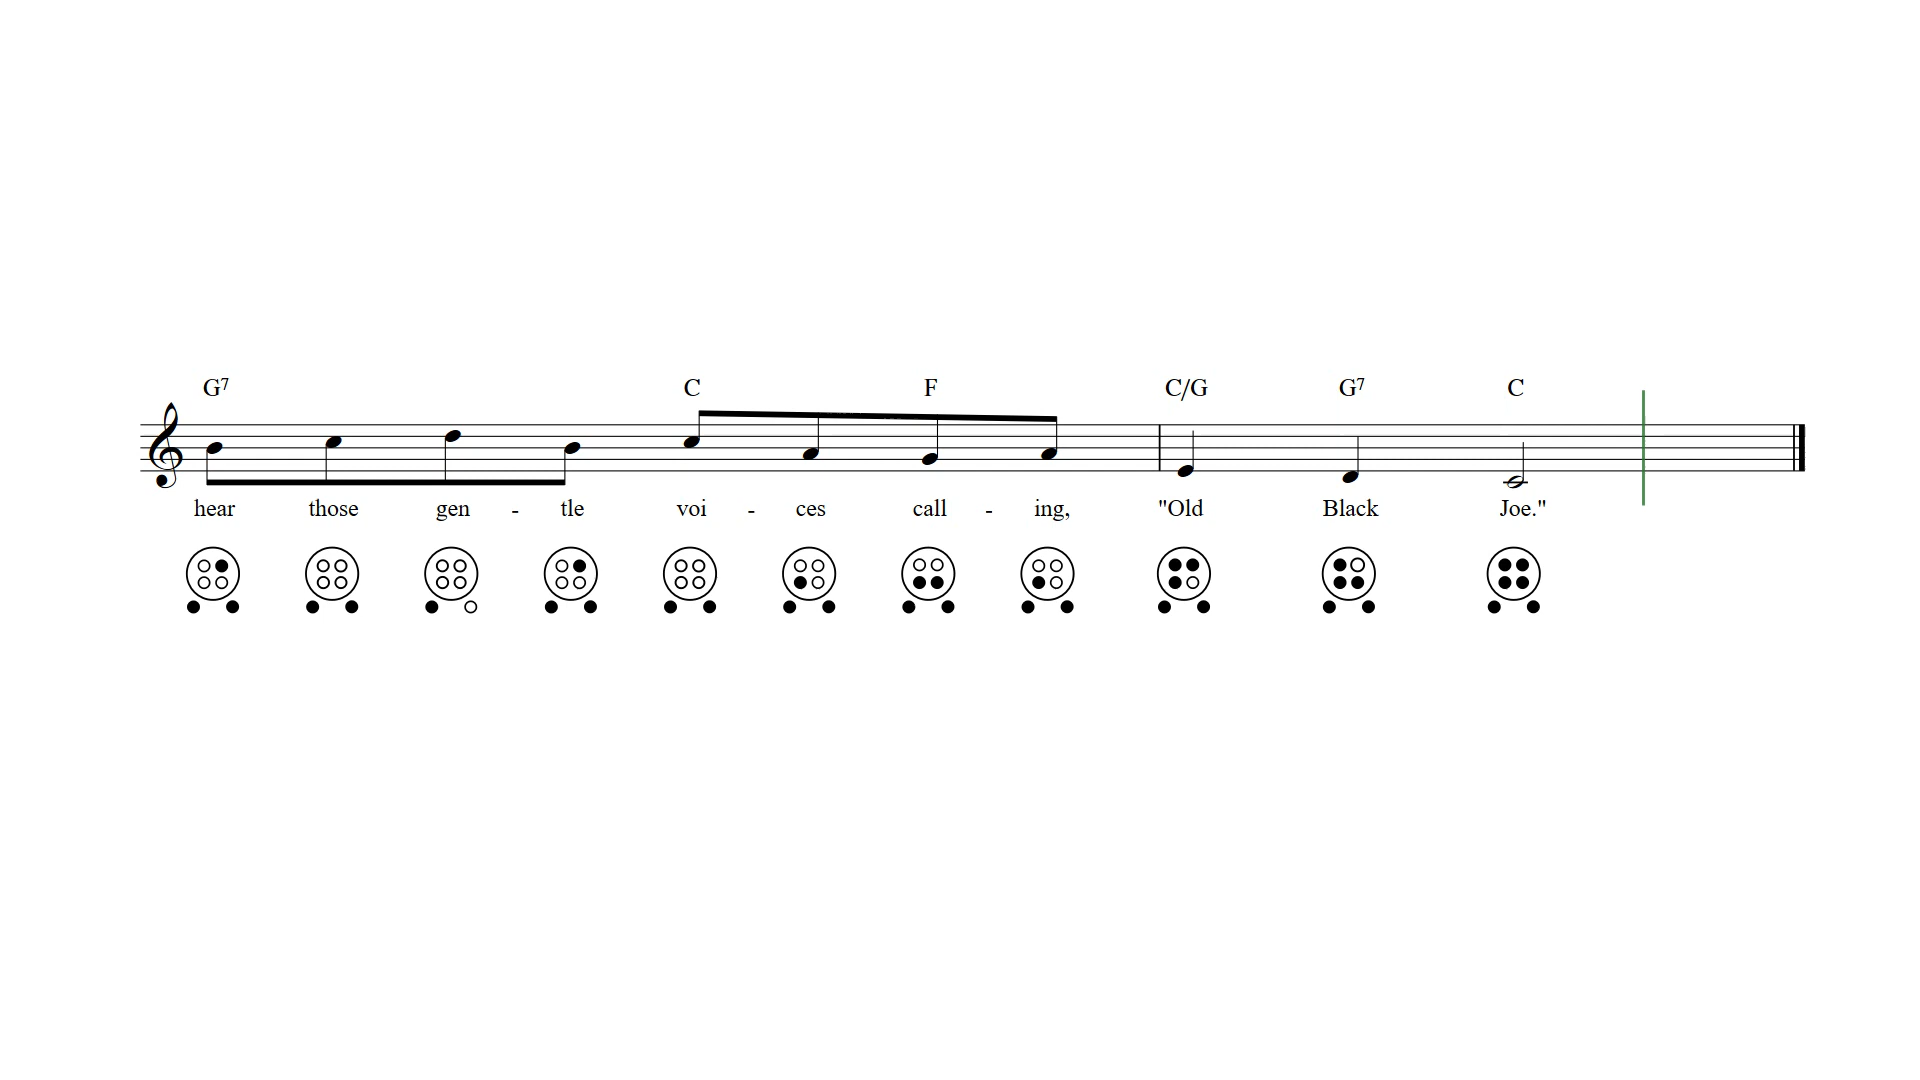 G7 C F C/G G7 C
hear those gen - tle voi - ces call - ing, "Old Black Joe."